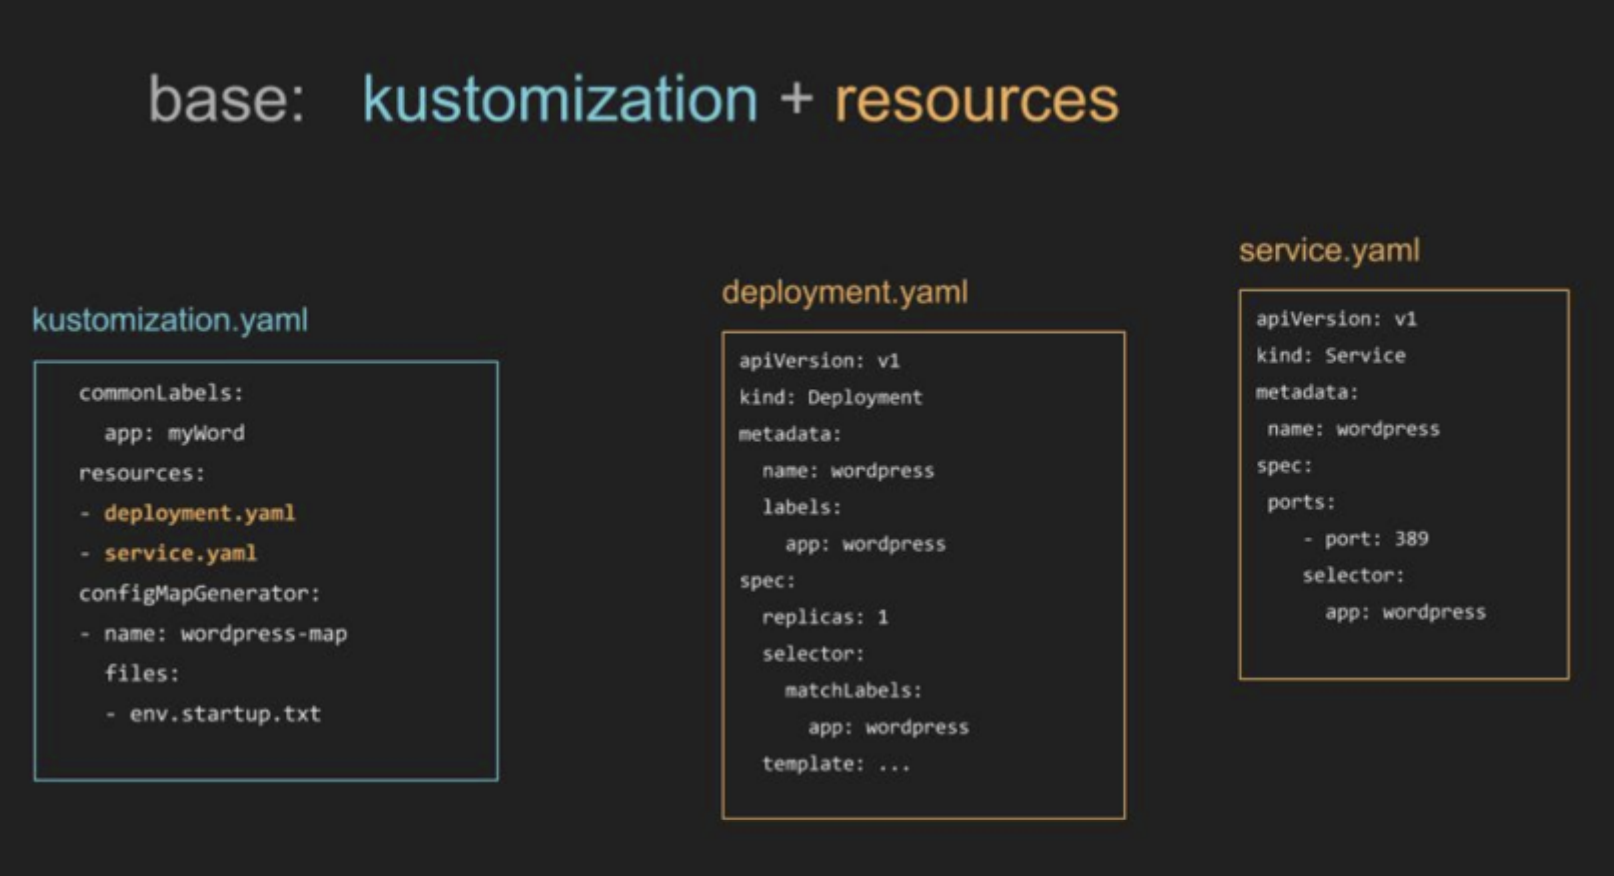 base: kustomization + resources
kustomization.yaml
commonLabels:
app: myWord
resources:
- deployment.yaml
- service.yaml
configMapGenerator:
- name: wordpress-map
files:
- env.startup.txt
deployment.yaml
apiVersion: v1
kind: Deployment
metadata:
name: wordpress
labels:
app: wordpress
spec:
replicas: 1
selector:
matchLabels:
app: wordpress
template: ...
service.yaml
apiVersion: v1
kind: Service
metadata:
name: wordpress
spec:
ports:
- port: 389
selector:
app: wordpress